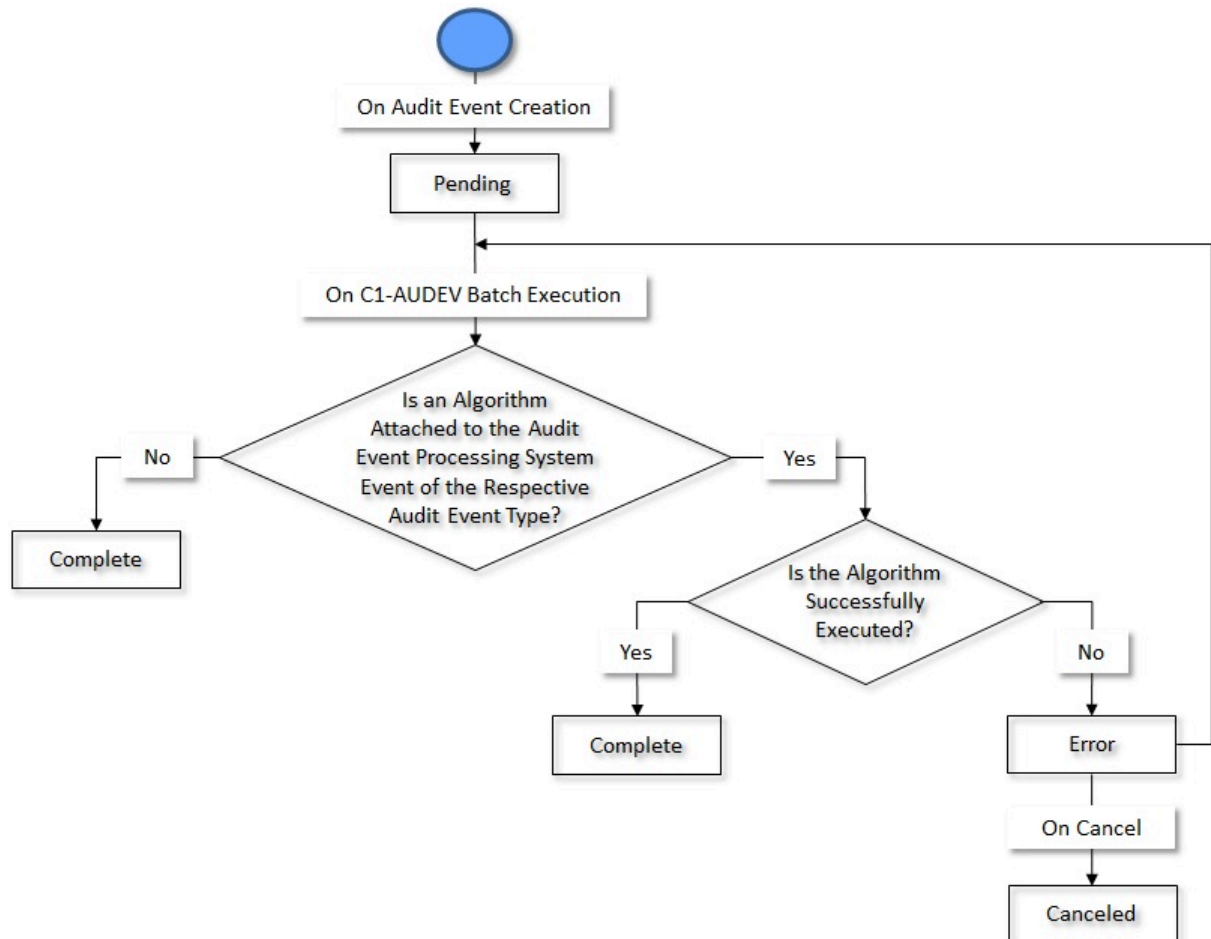 On Audit Event Creation
Pending
On C1-AUDEV Batch Execution
Is an Algorithm
Attached to the Audit
Event Processing System
Event of the Respective
Audit Event Type?
No
Yes
Complete
Is the Algorithm
Successfully
Executed?
Yes
No
Complete
Error
On Cancel
Canceled